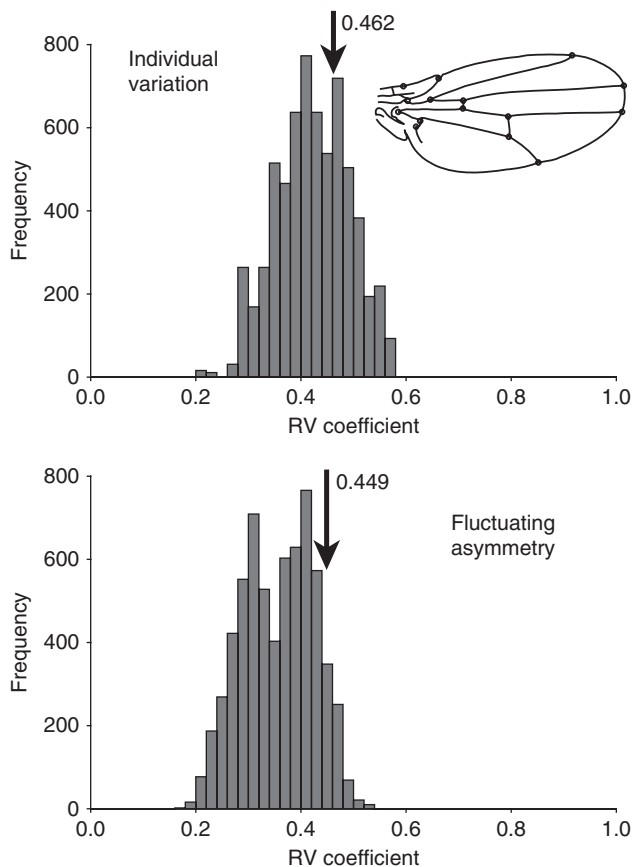 0.462
Individual
variation
Frequency
800
600
400
200
0
0.0 0.2 0.4 0.6 0.8 1.0
RV coefficient
0.449
Fluctuating
asymmetry
Frequency
800
600
400
200
0
0.0 0.2 0.4 0.6 0.8 1.0
RV coefficient